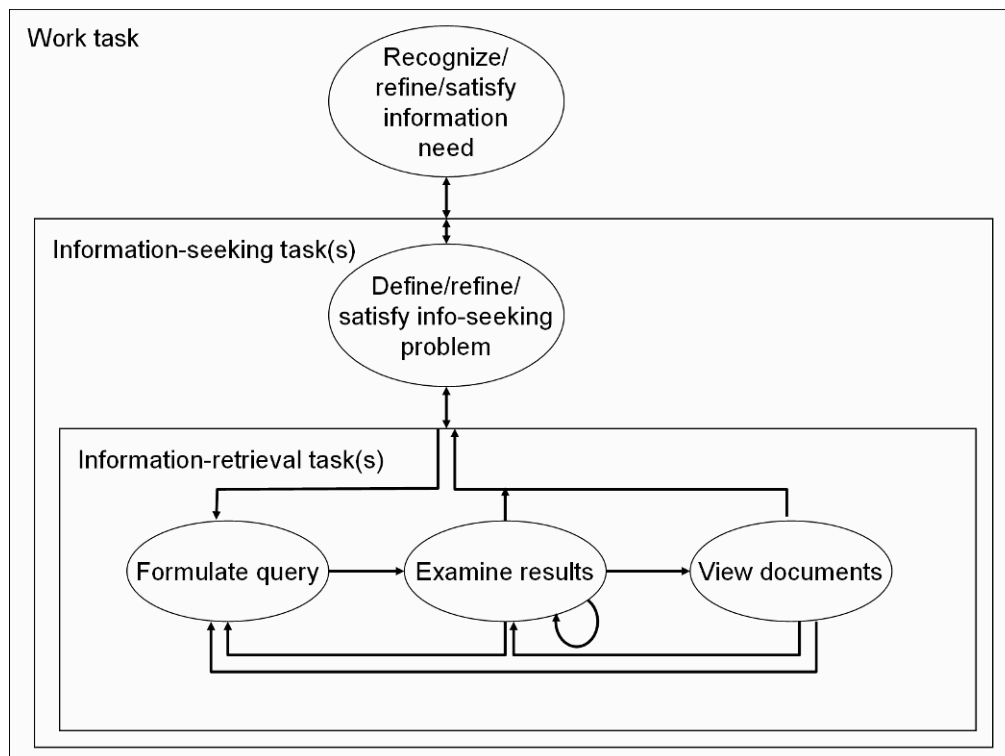 Work task
Recognize/
refine/satisfy
information
need
Information-seeking task(s)
Define/refine/
satisfy info-seeking
problem
Information-retrieval task(s)
Formulate query
Examine results
View documents